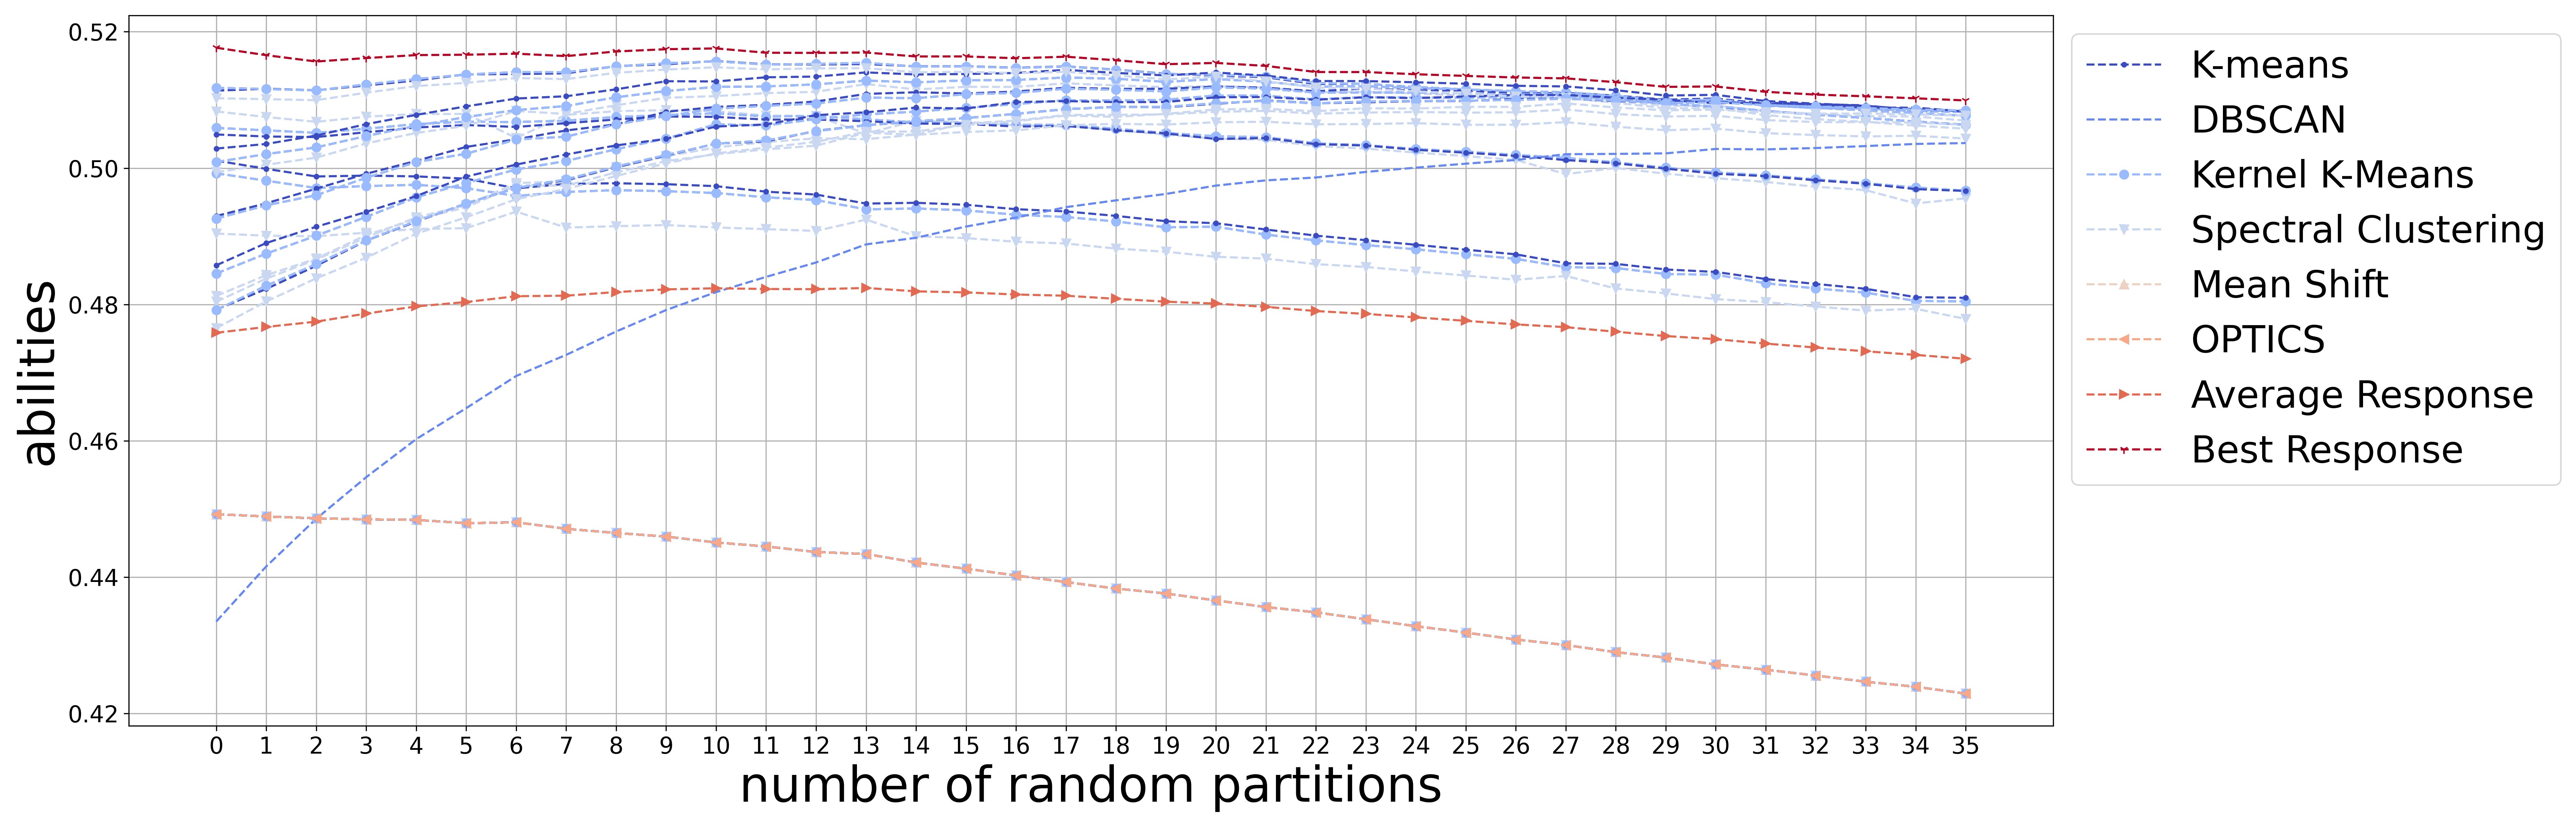 0.52
0.50
0.48
0.46
0.44
0.42
abilities
0 1 2 3 4 5 6 7 8 9 10 11 12 13 14 15 16 17 18 19 20 21 22 23 24 25 26 27 28 29 30 31 32 33 34 35
number of random partitions
K-means
DBSCAN
Kernel K-Means
Spectral Clustering
Mean Shift
OPTICS
Average Response
Best Response